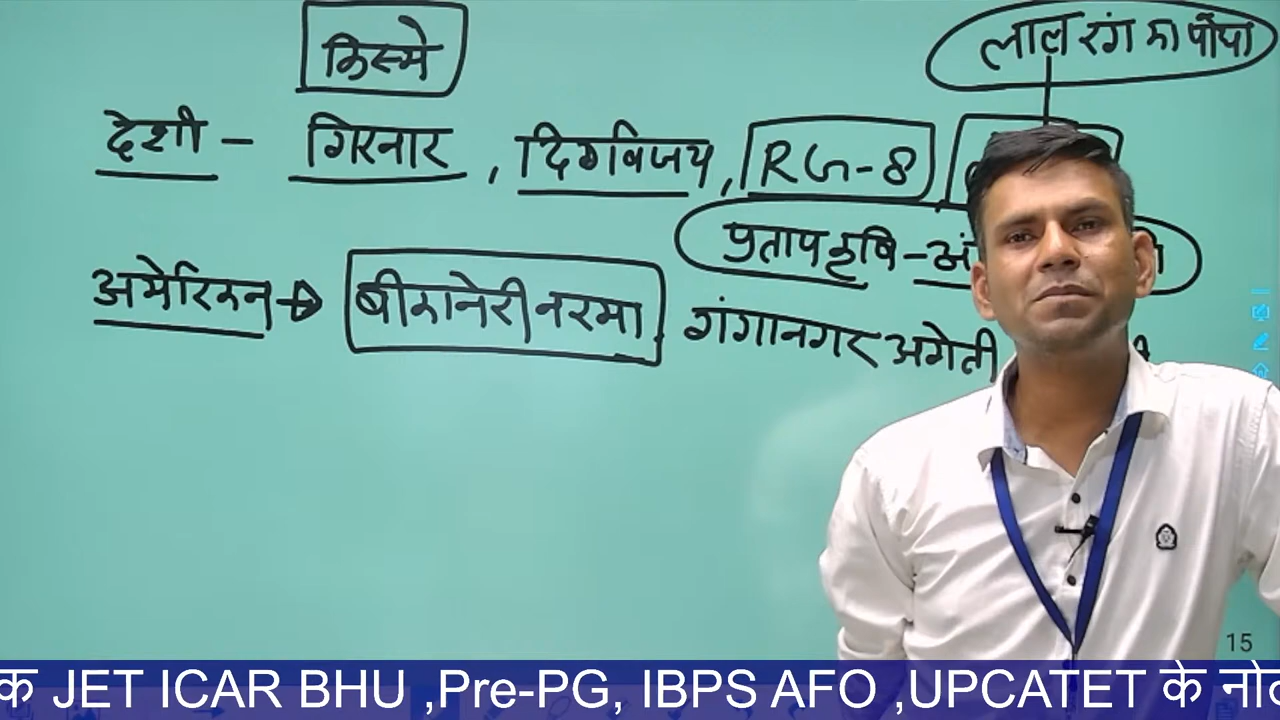 किस्मे
लाल रंग का पौधा
देशी - गिरनार , दिग्विजय, RG-8
प्रताप कृषि -
अमेरिकन → बीकानेरी नरमा, गंगानगर अगेती
15
क JET ICAR BHU ,Pre-PG, IBPS AFO ,UPCATET के नोट